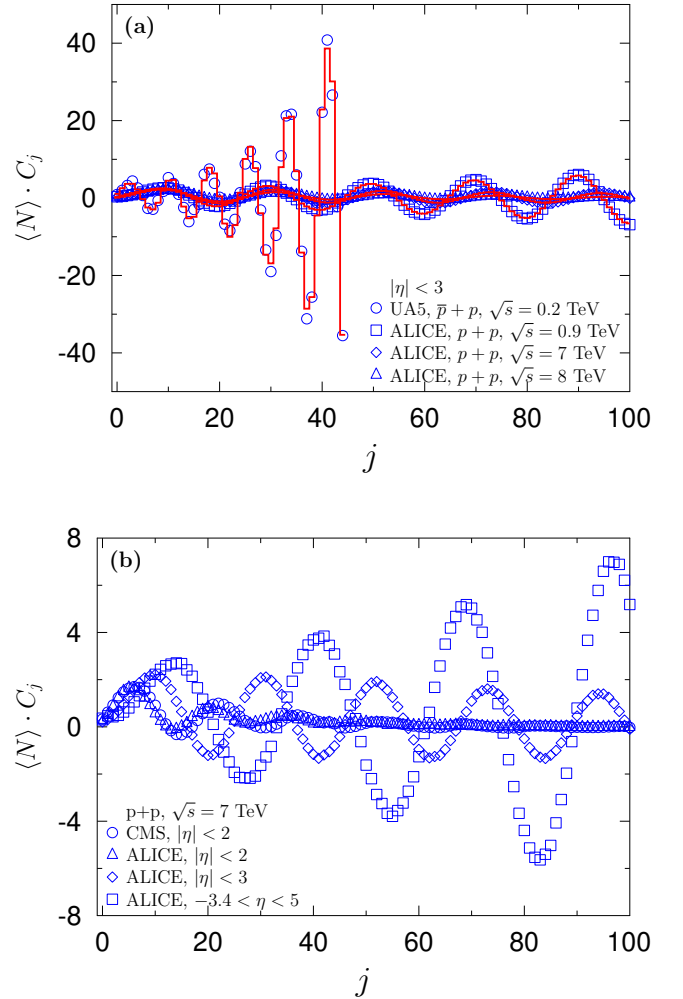 (a)
40
20
0
-20
-40
⟨N⟩ · C_j
|η| < 3
UA5, p̅ + p, √s = 0.2 TeV
ALICE, p + p, √s = 0.9 TeV
ALICE, p + p, √s = 7 TeV
ALICE, p + p, √s = 8 TeV
0 20 40 60 80 100
j
(b)
8
4
0
-4
-8
⟨N⟩ · C_j
p+p, √s = 7 TeV
CMS, |η| < 2
ALICE, |η| < 2
ALICE, |η| < 3
ALICE, −3.4 < η < 5
0 20 40 60 80 100
j